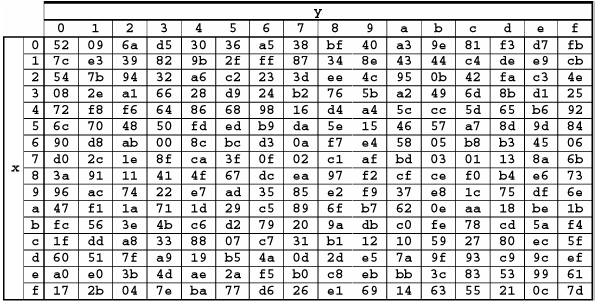 y
0 1 2 3 4 5 6 7 8 9 a b c d e f
0 52 09 6a d5 30 36 a5 38 bf 40 a3 9e 81 f3 d7 fb
1 7c e3 39 82 9b 2f ff 87 34 8e 43 44 c4 de e9 cb
2 54 7b 94 32 a6 c2 23 3d ee 4c 95 0b 42 fa c3 4e
3 08 2e a1 66 28 d9 24 b2 76 5b a2 49 6d 8b d1 25
4 72 f8 f6 64 86 68 98 16 d4 a4 5c cc 5d 65 b6 92
5 6c 70 48 50 fd ed b9 da 5e 15 46 57 a7 8d 9d 84
6 90 d8 ab 00 8c bc d3 0a f7 e4 58 05 b8 b3 45 06
x 7 d0 2c 1e 8f ca 3f 0f 02 c1 af bd 03 01 13 8a 6b
8 3a 91 11 41 4f 67 dc ea 97 f2 cf ce f0 b4 e6 73
9 96 ac 74 22 e7 ad 35 85 e2 f9 37 e8 1c 75 df 6e
a 47 f1 1a 71 1d 29 c5 89 6f b7 62 0e aa 18 be 1b
b fc 56 3e 4b c6 d2 79 20 9a db c0 fe 78 cd 5a f4
c 1f dd a8 33 88 07 c7 31 b1 12 10 59 27 80 ec 5f
d 60 51 7f a9 19 b5 4a 0d 2d e5 7a 9f 93 c9 9c ef
e a0 e0 3b 4d ae 2a f5 b0 c8 eb bb 3c 83 53 99 61
f 17 2b 04 7e ba 77 d6 26 e1 69 14 63 55 21 0c 7d